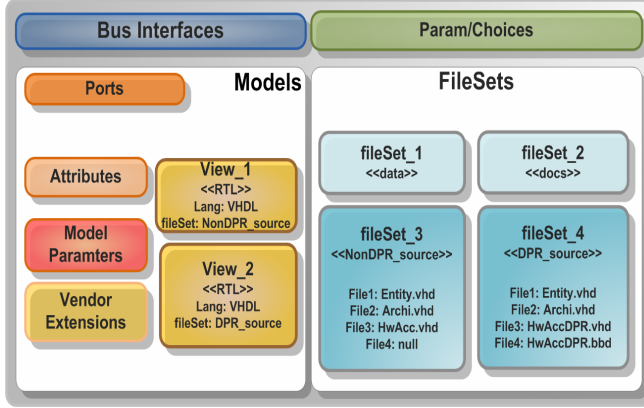 Bus Interfaces
Param/Choices
Models
Ports
Attributes
Model
Paramters
Vendor
Extensions
View_1
<<RTL>>
Lang: VHDL
fileSet: NonDPR_source
View_2
<<RTL>>
Lang: VHDL
fileSet: DPR_source
FileSets
fileSet_1
<<data>>
fileSet_2
<<docs>>
fileSet_3
<<NonDPR_source>>
File1: Entity.vhd
File2: Archi.vhd
File3: HwAcc.vhd
File4: null
fileSet_4
<<DPR_source>>
File1: Entity.vhd
File2: Archi.vhd
File3: HwAccDPR.vhd
File4: HwAccDPR.bbd